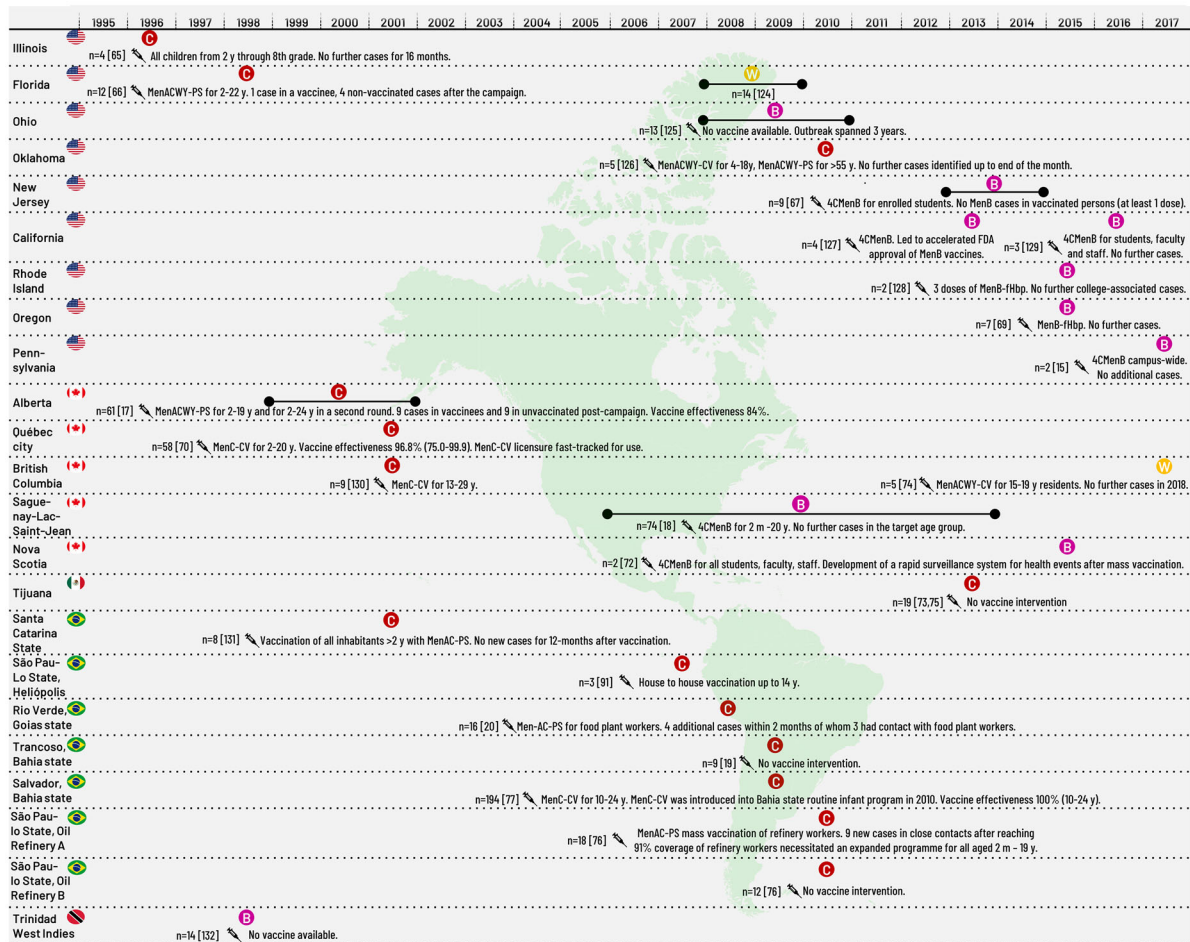 1995 1996 1997 1998 1999 2000 2001 2002 2003 2004 2005 2006 2007 2008 2009 2010 2011 2012 2013 2014 2015 2016 2017
Illinois
C
n=4 [65] All children from 2 y through 8th grade. No further cases for 16 months.
Florida
C
W
n=12 [66] MenACWY-PS for 2-22 y. 1 case in a vaccinee, 4 non-vaccinated cases after the campaign.
n=14 [124]
Ohio
B
n=13 [125] No vaccine available. Outbreak spanned 3 years.
Oklahoma
C
n=5 [126] MenACWY-CV for 4-18y, MenACWY-PS for >55 y. No further cases identified up to end of the month.
New
Jersey
B
n=9 [67] 4CMenB for enrolled students. No MenB cases in vaccinated persons (at least 1 dose).
California
B
B
n=4 [127] 4CMenB. Led to accelerated FDA
approval of MenB vaccines.
n=3 [129] 4CMenB for students, faculty
and staff. No further cases.
Rhode
Island
B
n=2 [128] 3 doses of MenB-fHbp. No further college-associated cases.
Oregon
B
n=7 [69] MenB-fHbp. No further cases.
Penn-
sylvania
B
n=2 [15] 4CMenB campus-wide.
No additional cases.
Alberta
C
n=61 [17] MenACWY-PS for 2-19 y and for 2-24 y in a second round. 9 cases in vaccinees and 9 in unvaccinated post-campaign. Vaccine effectiveness 84%.
Québec
city
C
n=58 [70] MenC-CV for 2-20 y. Vaccine effectiveness 96.8% (75.0-99.9). MenC-CV licensure fast-tracked for use.
British
Columbia
C
W
n=9 [130] MenC-CV for 13-29 y.
n=5 [74] MenACWY-CV for 15-19 y residents. No further cases in 2018.
Sague-
nay-Lac-
Saint-Jean
B
n=74 [18] 4CMenB for 2 m -20 y. No further cases in the target age group.
Nova
Scotia
B
n=2 [72] 4CMenB for all students, faculty, staff. Development of a rapid surveillance system for health events after mass vaccination.
Tijuana
C
n=19 [73,75] No vaccine intervention
Santa
Catarina
State
C
n=8 [131] Vaccination of all inhabitants >2 y with MenAC-PS. No new cases for 12-months after vaccination.
São Pau-
Lo State,
Heliópolis
C
n=3 [91] House to house vaccination up to 14 y.
Rio Verde,
Goias state
C
n=16 [20] Men-AC-PS for food plant workers. 4 additional cases within 2 months of whom 3 had contact with food plant workers.
Trancoso,
Bahia state
C
n=9 [19] No vaccine intervention.
Salvador,
Bahia state
C
n=194 [77] MenC-CV for 10-24 y. MenC-CV was introduced into Bahia state routine infant program in 2010. Vaccine effectiveness 100% (10-24 y).
São Pau-
lo State, Oil
Refinery A
C
n=18 [76] MenAC-PS mass vaccination of refinery workers. 9 new cases in close contacts after reaching
91% coverage of refinery workers necessitated an expanded programme for all aged 2 m – 19 y.
São Pau-
lo State, Oil
Refinery B
C
n=12 [76] No vaccine intervention.
Trinidad
West Indies
B
n=14 [132] No vaccine available.